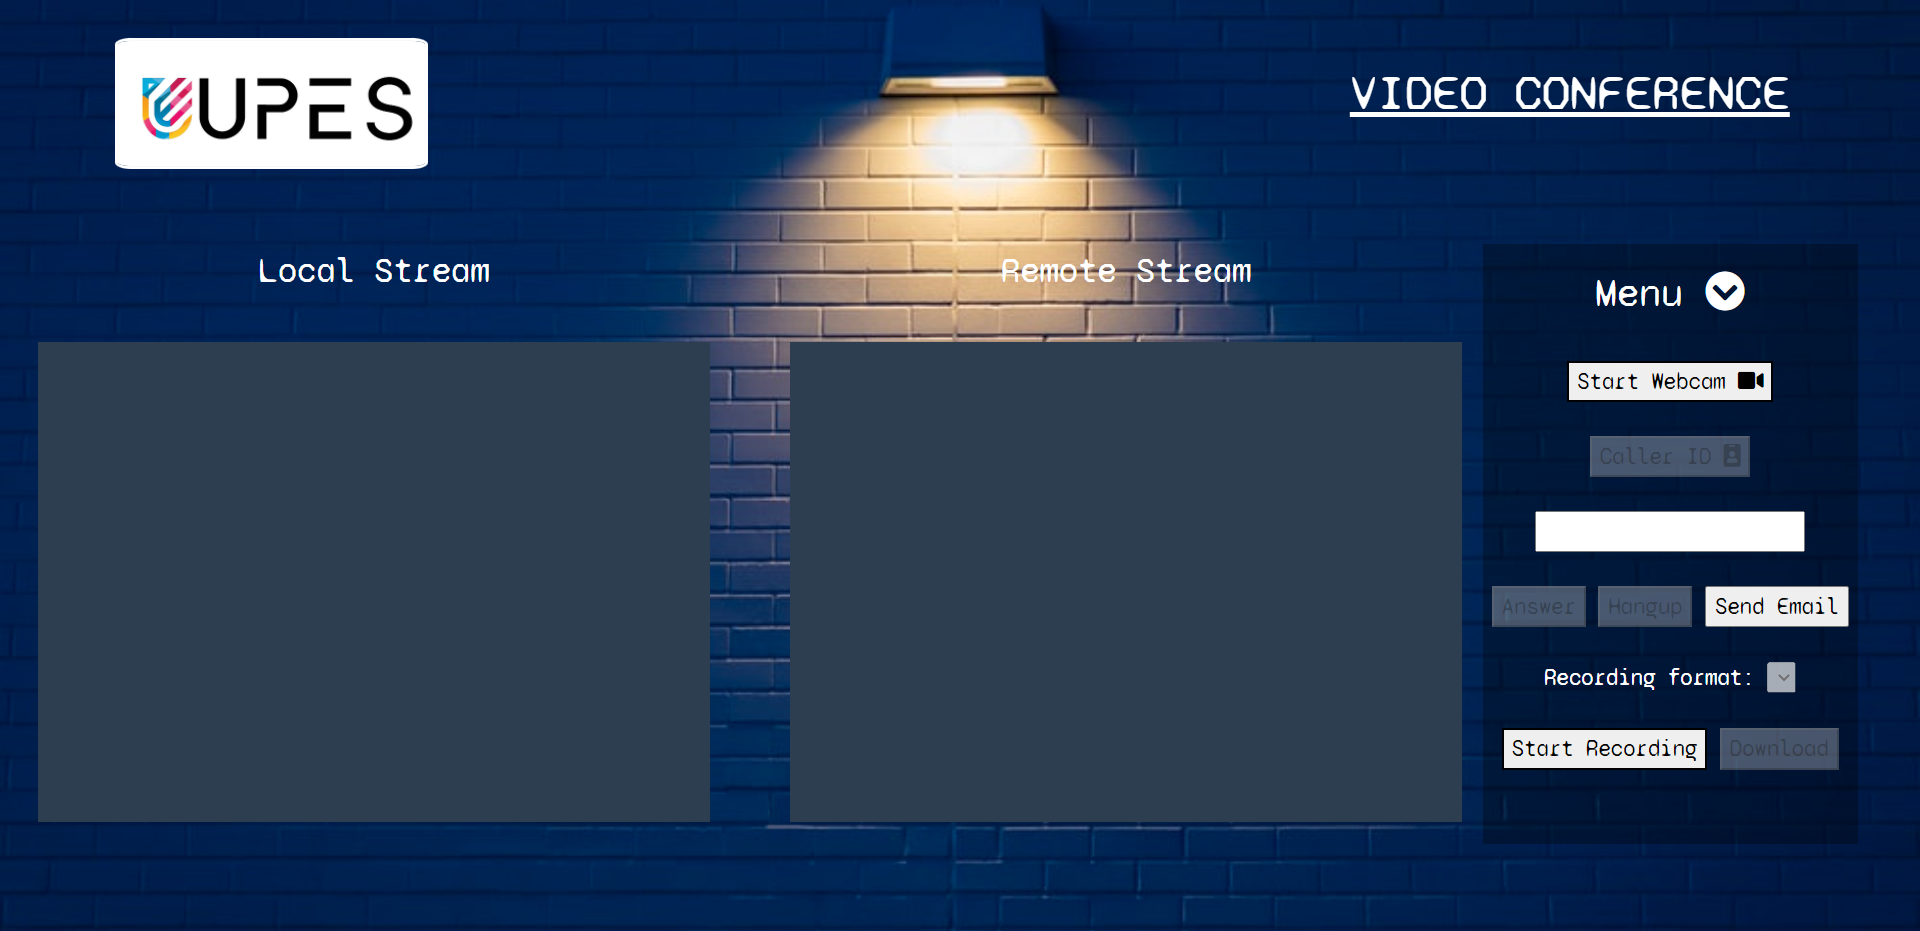 UPES
VIDEO CONFERENCE
Local Stream
Remote Stream
Menu
Start Webcam
Caller ID
Answer Hangup Send Email
Recording format:
Start Recording Download